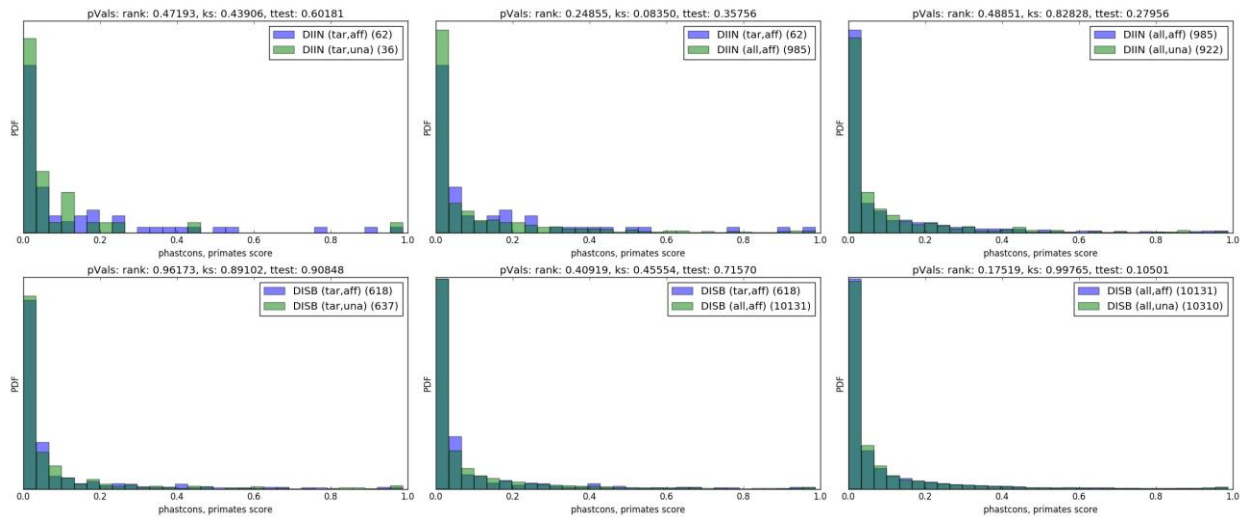 pVals: rank: 0.47193, ks: 0.43906, ttest: 0.60181
DIIN (tar,aff) (62)
DIIN (tar,una) (36)
PDF
0.0 0.2 0.4 0.6 0.8 1.0
phastcons, primates score
pVals: rank: 0.24855, ks: 0.08350, ttest: 0.35756
DIIN (tar,aff) (62)
DIIN (all,aff) (985)
PDF
0.0 0.2 0.4 0.6 0.8 1.0
phastcons, primates score
pVals: rank: 0.48851, ks: 0.82828, ttest: 0.27956
DIIN (all,aff) (985)
DIIN (all,una) (922)
PDF
0.0 0.2 0.4 0.6 0.8 1.0
phastcons, primates score
pVals: rank: 0.96173, ks: 0.89102, ttest: 0.90848
DISB (tar,aff) (618)
DISB (tar,una) (637)
PDF
0.0 0.2 0.4 0.6 0.8 1.0
phastcons, primates score
pVals: rank: 0.40919, ks: 0.45554, ttest: 0.71570
DISB (tar,aff) (618)
DISB (all,aff) (10131)
PDF
0.0 0.2 0.4 0.6 0.8 1.0
phastcons, primates score
pVals: rank: 0.17519, ks: 0.99765, ttest: 0.10501
DISB (all,aff) (10131)
DISB (all,una) (10310)
PDF
0.0 0.2 0.4 0.6 0.8 1.0
phastcons, primates score